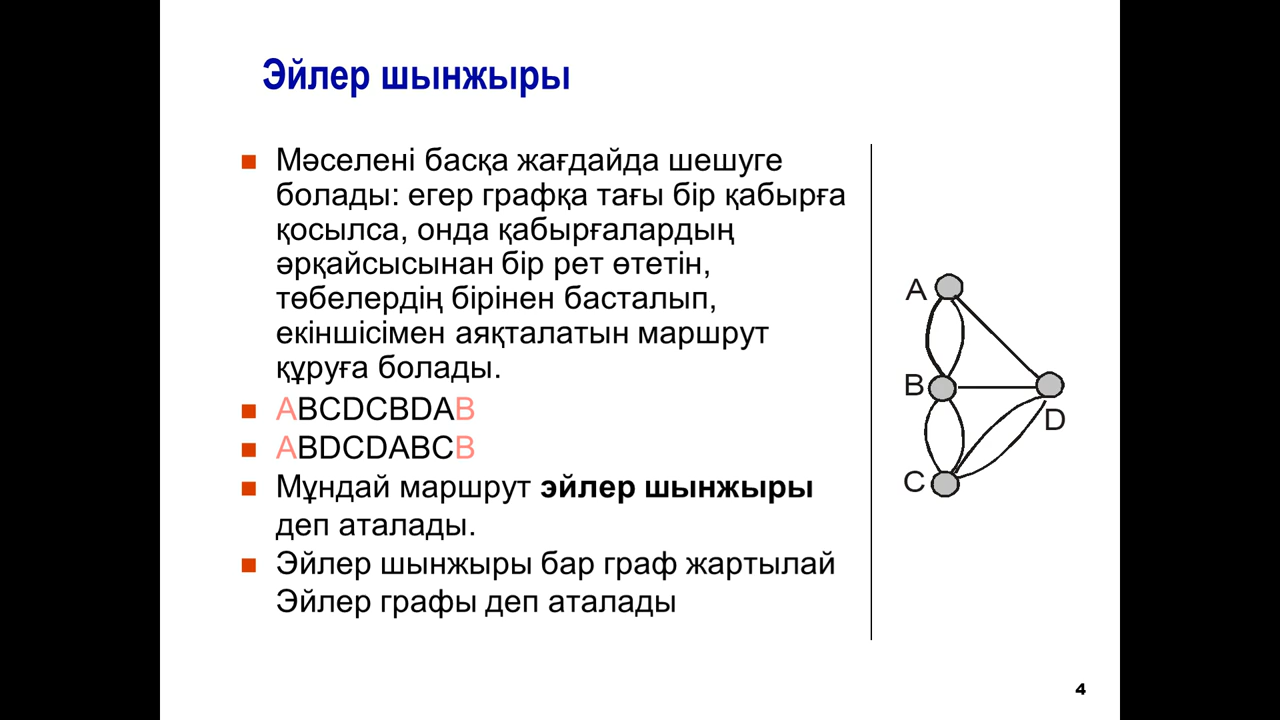 Эйлер шынжыры
Мәселені басқа жағдайда шешуге
болады: егер графқа тағы бір қабырға
қосылса, онда қабырғалардың
әрқайсысынан бір рет өтетін,
төбелердің бірінен басталып,
екіншісімен аяқталатын маршрут
құруға болады.
ABCDCBDAB
ABDCDABCB
Мұндай маршрут эйлер шынжыры
деп аталады.
Эйлер шынжыры бар граф жартылай
Эйлер графы деп аталады
A
B
D
C
4